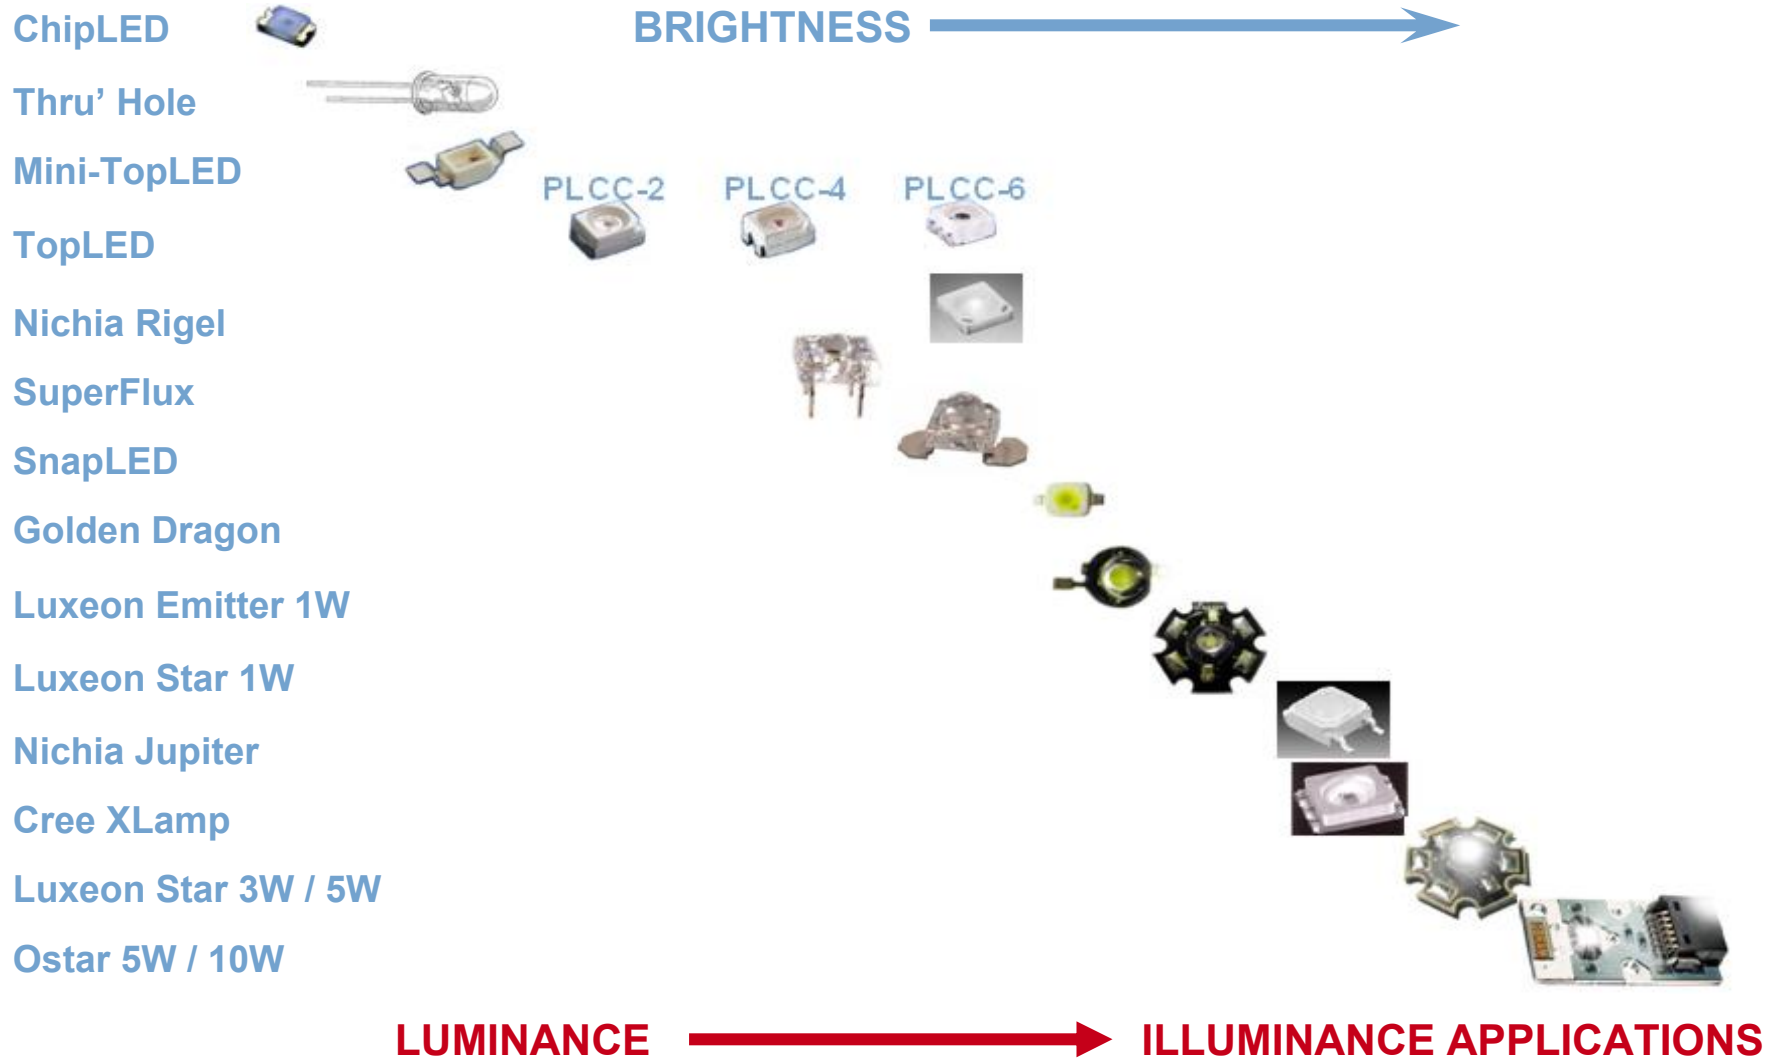 ChipLED
BRIGHTNESS
Thru’ Hole
Mini-TopLED
PLCC-2
PLCC-4
PLCC-6
TopLED
Nichia Rigel
SuperFlux
SnapLED
Golden Dragon
Luxeon Emitter 1W
Luxeon Star 1W
Nichia Jupiter
Cree XLamp
Luxeon Star 3W / 5W
Ostar 5W / 10W
LUMINANCE
ILLUMINANCE APPLICATIONS